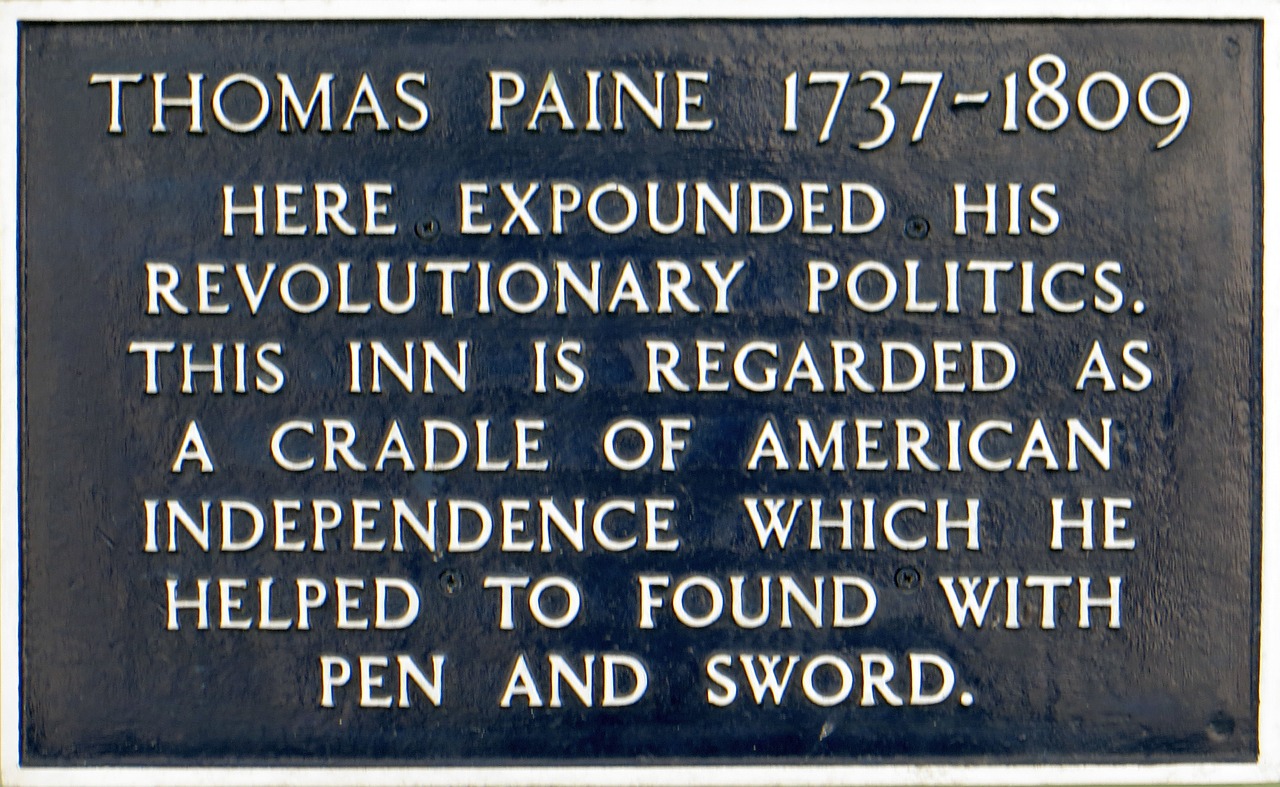 THOMAS PAINE 1737-1809
HERE EXPOUNDED HIS
REVOLUTIONARY POLITICS.
THIS INN IS REGARDED AS
A CRADLE OF AMERICAN
INDEPENDENCE WHICH HE
HELPED TO FOUND WITH
PEN AND SWORD.